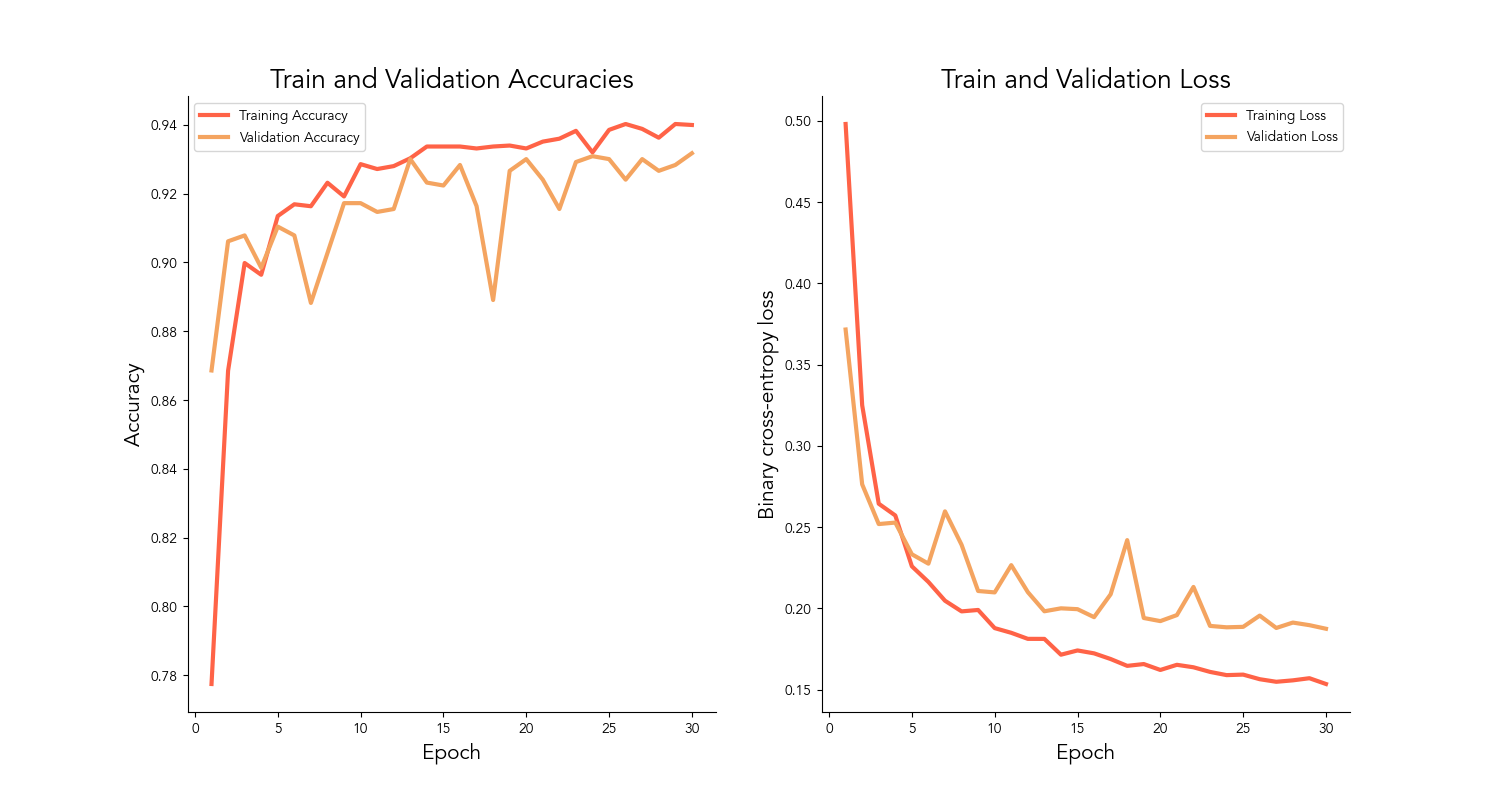 Train and Validation Accuracies
Training Accuracy
Validation Accuracy
0.94
0.92
0.90
0.88
0.86
0.84
0.82
0.80
0.78
Accuracy
0 5 10 15 20 25 30
Epoch
Train and Validation Loss
Training Loss
Validation Loss
0.50
0.45
0.40
0.35
0.30
0.25
0.20
0.15
Binary cross-entropy loss
0 5 10 15 20 25 30
Epoch